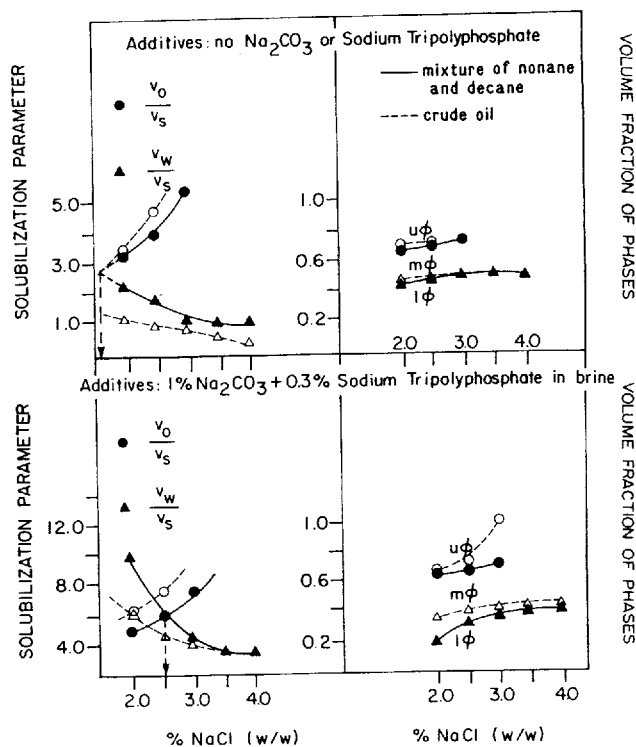 Additives: no Na2CO3 or Sodium Tripolyphosphate
SOLUBILIZATION PARAMETER
vO
vS
vW
vS
5.0
3.0
1.0
mixture of nonane
and decane
crude oil
1.0
0.6
0.2
uϕ
mϕ
lϕ
2.0 3.0 4.0
VOLUME FRACTION OF PHASES
Additives: 1% Na2CO3 + 0.3% Sodium Tripolyphosphate in brine
SOLUBILIZATION PARAMETER
vO
vS
vW
vS
12.0
8.0
4.0
2.0 3.0 4.0
% NaCl (w/w)
1.0
0.6
0.2
uϕ
mϕ
lϕ
2.0 3.0 4.0
% NaCl (w/w)
VOLUME FRACTION OF PHASES